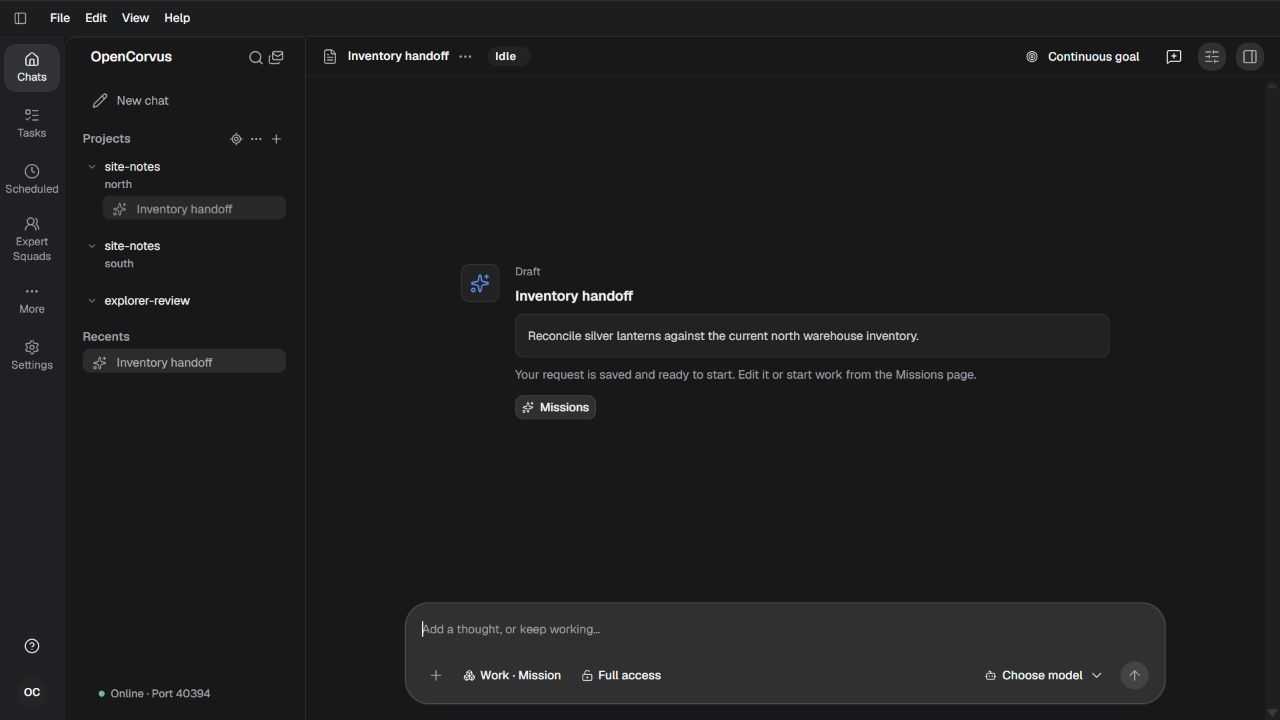 File Edit View Help
Chats
Tasks
Scheduled
Expert
Squads
More
Settings
OC
OpenCorvus
New chat
Projects
site-notes
north
Inventory handoff
site-notes
south
explorer-review
Recents
Inventory handoff
Online · Port 40394
Inventory handoff
Idle
Continuous goal
Draft
Inventory handoff
Reconcile silver lanterns against the current north warehouse inventory.
Your request is saved and ready to start. Edit it or start work from the Missions page.
Missions
Add a thought, or keep working...
Work · Mission
Full access
Choose model